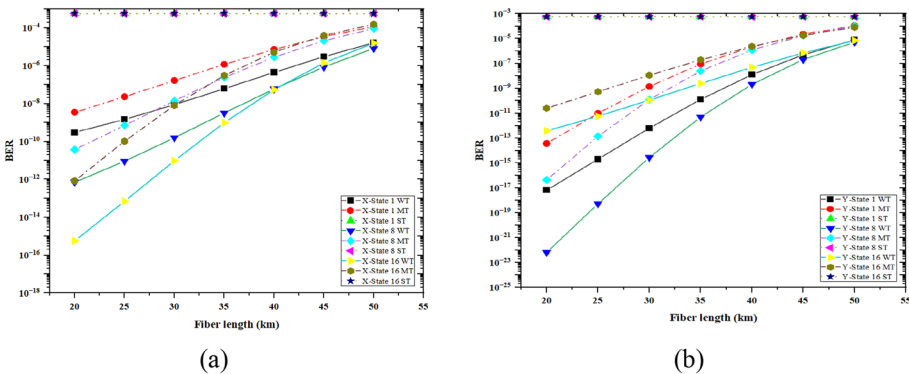 10⁻⁴
10⁻⁶
10⁻⁸
10⁻¹⁰
10⁻¹²
10⁻¹⁴
10⁻¹⁶
10⁻¹⁸
BER
20 25 30 35 40 45 50 55
Fiber length (km)
X-State 1 WT
X-State 1 MT
X-State 1 ST
X-State 8 WT
X-State 8 MT
X-State 8 ST
X-State 16 WT
X-State 16 MT
X-State 16 ST
(a)
10⁻³
10⁻⁵
10⁻⁷
10⁻⁹
10⁻¹¹
10⁻¹³
10⁻¹⁵
10⁻¹⁷
10⁻¹⁹
10⁻²¹
10⁻²³
10⁻²⁵
BER
20 25 30 35 40 45 50 55
Fiber length (km)
Y-State 1 WT
Y-State 1 MT
Y-State 1 ST
Y-State 8 WT
Y-State 8 MT
Y-State 8 ST
Y-State 16 WT
Y-State 16 MT
Y-State 16 ST
(b)